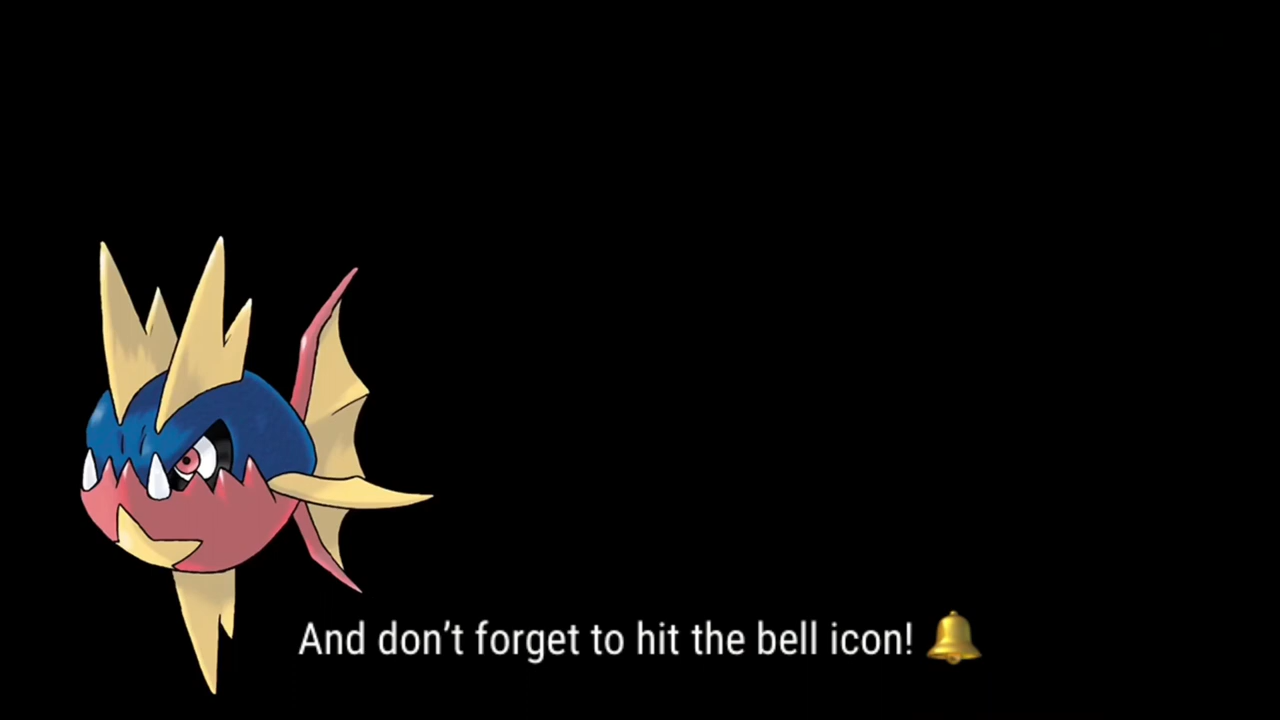 And don’t forget to hit the bell icon! 🔔